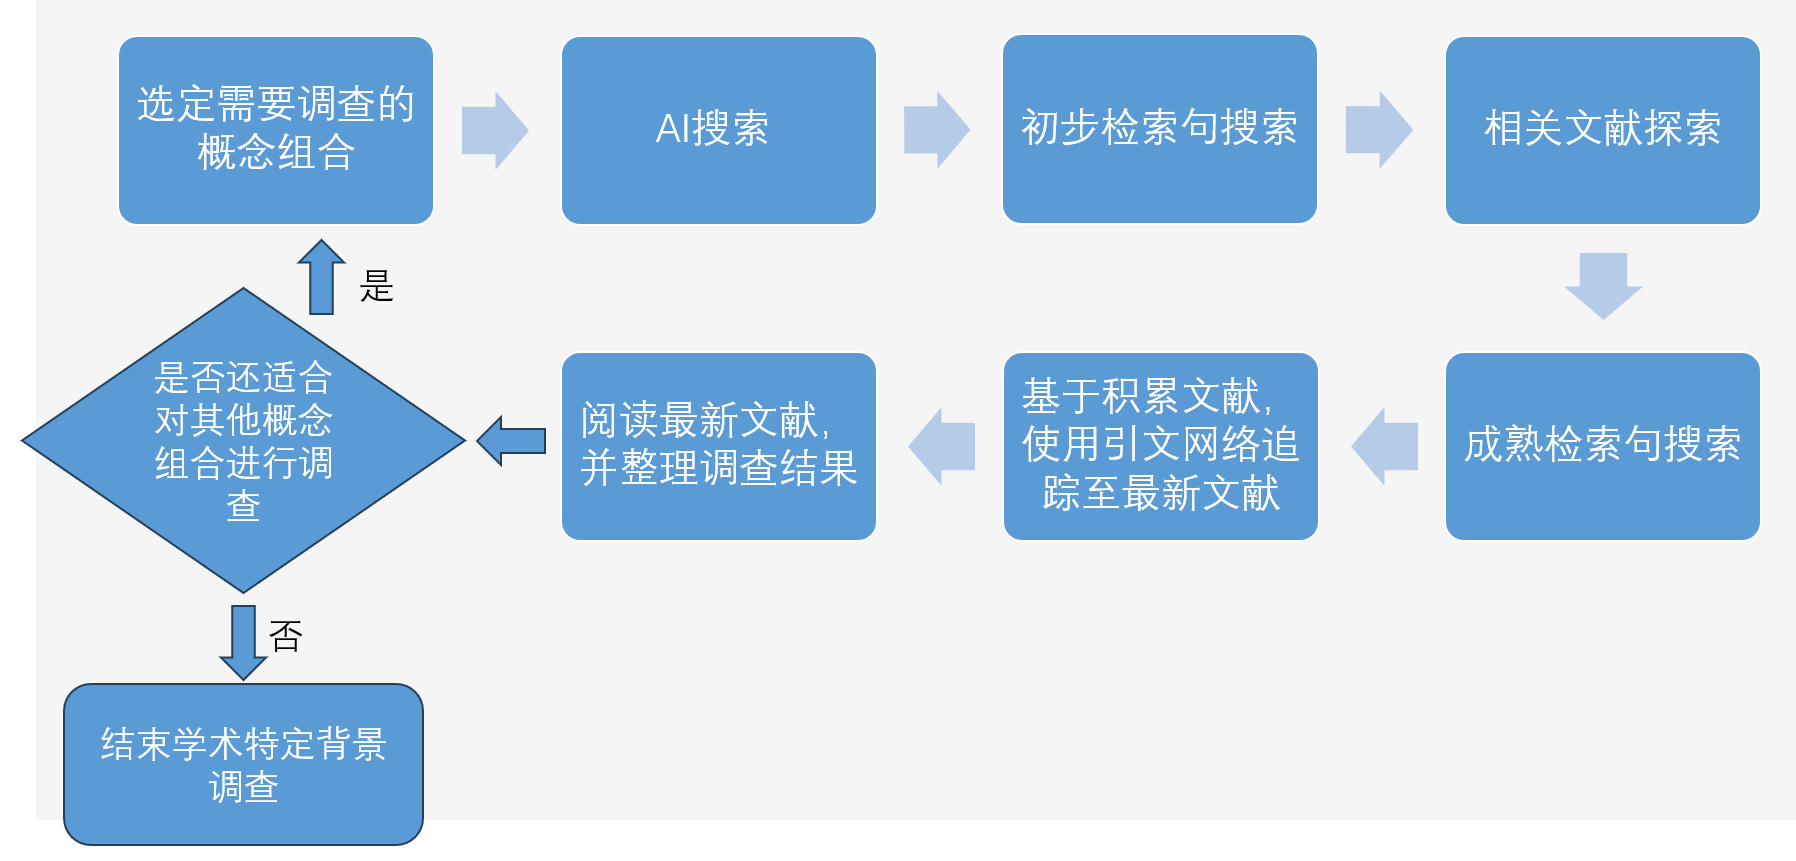 选定需要调查的
概念组合
AI搜索
初步检索句搜索
相关文献探索
是
是否还适合
对其他概念
组合进行调
查
阅读最新文献，
并整理调查结果
基于积累文献，
使用引文网络追
踪至最新文献
成熟检索句搜索
否
结束学术特定背景
调查